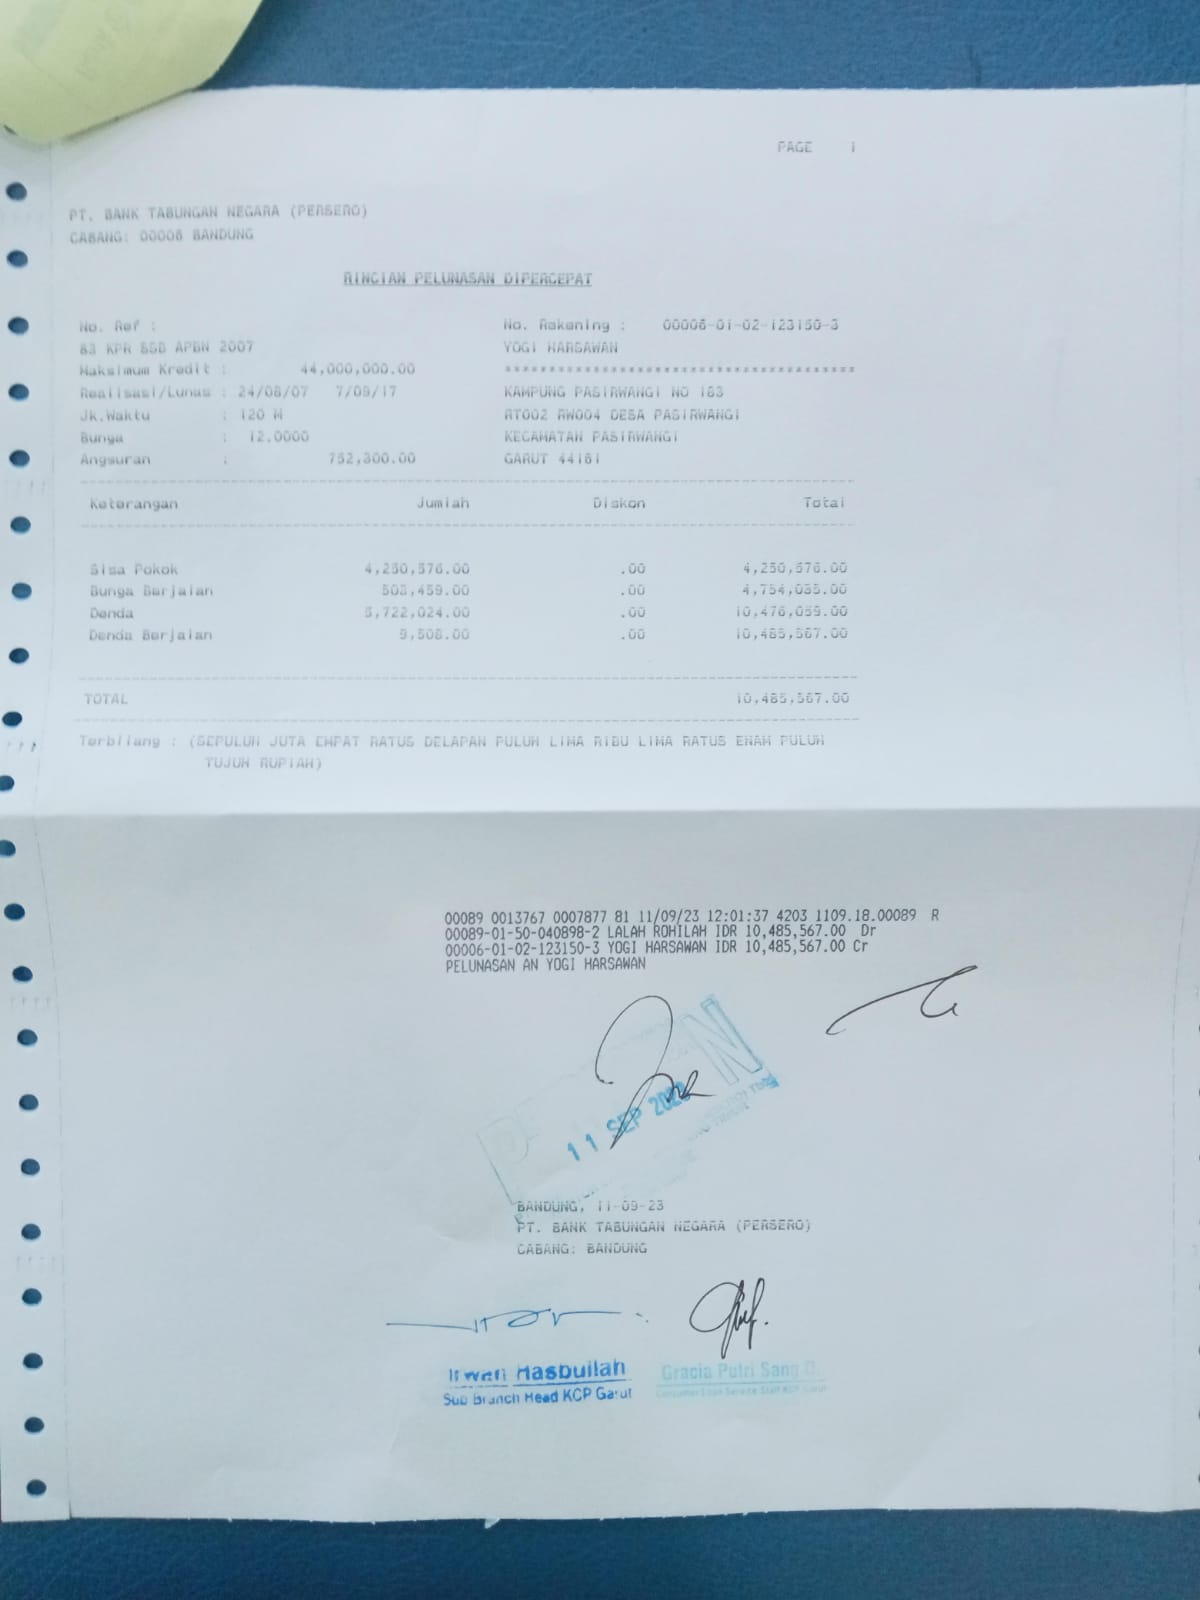 PAGE 1
PT. BANK TABUNGAN NEGARA (PERSERO)
CABANG: 00006 BANDUNG
RINCIAN PELUNASAN DIPERCEPAT
No. Ref : No. Rekening : 00006-01-02-123150-3
83 KPR SSB APBN 2007 YOGI HARSAWAN
Maksimum Kredit : 44,000,000.00 ****************************************
Realisasi/Lunas : 24/08/07 7/09/17 KAMPUNG PASIRWANGI NO 183
Jk.Waktu : 120 M RT002 RW004 DESA PASIRWANGI
Bunga : 12.0000 KECAMATAN PASIRWANGI
Angsuran : 752,300.00 GARUT 44161
Keterangan Jumlah Diskon Total
Sisa Pokok 4,250,576.00 .00 4,250,576.00
Bunga Berjalan 503,459.00 .00 4,754,035.00
Denda 5,722,024.00 .00 10,476,059.00
Denda Berjalan 9,508.00 .00 10,485,567.00
TOTAL 10,485,567.00
Terbilang : (SEPULUH JUTA EMPAT RATUS DELAPAN PULUH LIMA RIBU LIMA RATUS ENAM PULUH
TUJUH RUPIAH)
00089 0013767 0007877 81 11/09/23 12:01:37 4203 1109.18.00089 R
00089-01-50-040898-2 LALAH ROHILAH IDR 10,485,567.00 Dr
00006-01-02-123150-3 YOGI HARSAWAN IDR 10,485,567.00 Cr
PELUNASAN AN YOGI HARSAWAN
11 SEP 2023
BANDUNG, 11-09-23
PT. BANK TABUNGAN NEGARA (PERSERO)
CABANG: BANDUNG
Irwan Hasbullah Gracia Putri Sang D.
Sub Branch Head KCP Garut Consumer Loan Service Staff KCP Garut